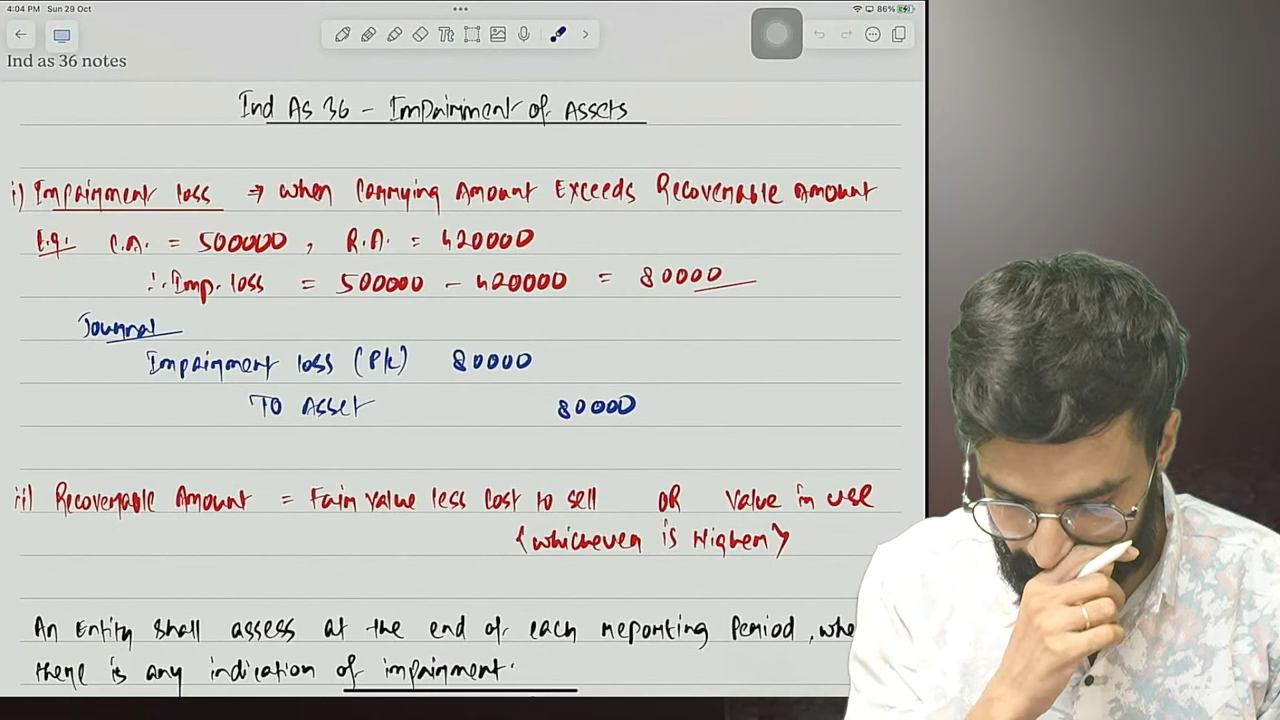 4:04 PM Sun 29 Oct
86%
Ind as 36 notes
Ind As 36 - Impairment of Assets
i) Impairment loss ⇒ when Carrying Amount Exceeds Recoverable Amount
E.g. C.A. = 500000 , R.A. = 420000
∴ Imp. loss = 500000 - 420000 = 80000
Journal
Impairment loss (P/L) 80000
To Asset 80000
ii) Recoverable Amount = Fair value less cost to sell OR value in use
{whichever is Higher}
An Entity shall assess at the end of each reporting Period,
there is any indication of impairment.